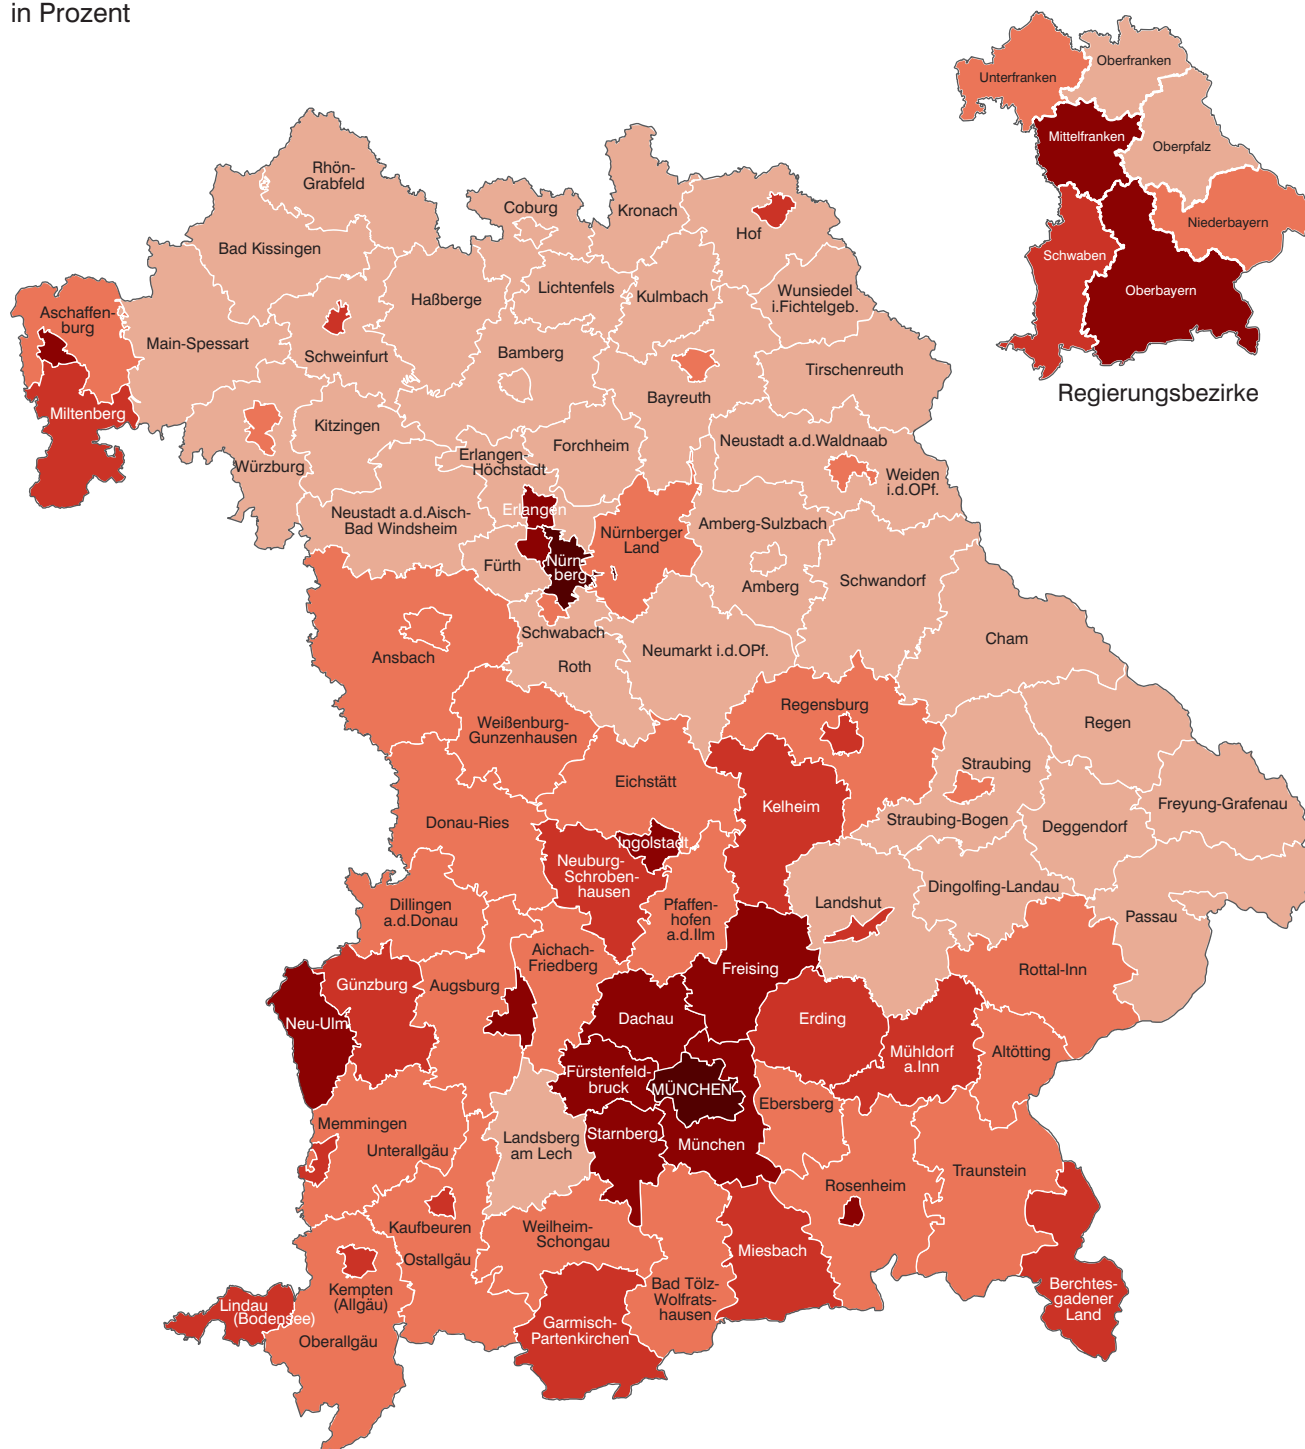 in Prozent
Oberfranken
Unterfranken
Mittelfranken
Oberpfalz
Niederbayern
Schwaben
Oberbayern
Regierungsbezirke
Rhön-
Grabfeld
Coburg
Kronach
Hof
Bad Kissingen
Lichtenfels
Kulmbach
Wunsiedel
i.Fichtelgeb.
Haßberge
Aschaffen-
burg
Main-Spessart
Schweinfurt
Bamberg
Tirschenreuth
Bayreuth
Miltenberg
Kitzingen
Neustadt a.d.Waldnaab
Forchheim
Erlangen-
Höchstadt
Würzburg
Weiden
i.d.OPf.
Neustadt a.d.Aisch-
Bad Windsheim
Erlangen
Nürnberger
Land
Amberg-Sulzbach
Fürth
Nürn-
berg
Amberg
Schwandorf
Schwabach
Roth
Neumarkt i.d.OPf.
Cham
Ansbach
Regensburg
Weißenburg-
Gunzenhausen
Regen
Straubing
Eichstätt
Kelheim
Freyung-Grafenau
Donau-Ries
Straubing-Bogen
Deggendorf
Ingolstadt
Neuburg-
Schroben-
hausen
Dingolfing-Landau
Landshut
Dillingen
a.d.Donau
Pfaffen-
hofen
a.d.Ilm
Passau
Aichach-
Friedberg
Freising
Rottal-Inn
Günzburg
Augsburg
Neu-Ulm
Dachau
Erding
Mühldorf
a.Inn
Altötting
Fürstenfeld-
bruck
MÜNCHEN
Ebersberg
Memmingen
Unterallgäu
Landsberg
am Lech
Starnberg
München
Traunstein
Rosenheim
Kaufbeuren
Weilheim-
Schongau
Miesbach
Ostallgäu
Kempten
(Allgäu)
Bad Tölz-
Wolfrats-
hausen
Berchtes-
gadener
Land
Lindau
(Bodensee)
Garmisch-
Partenkirchen
Oberallgäu